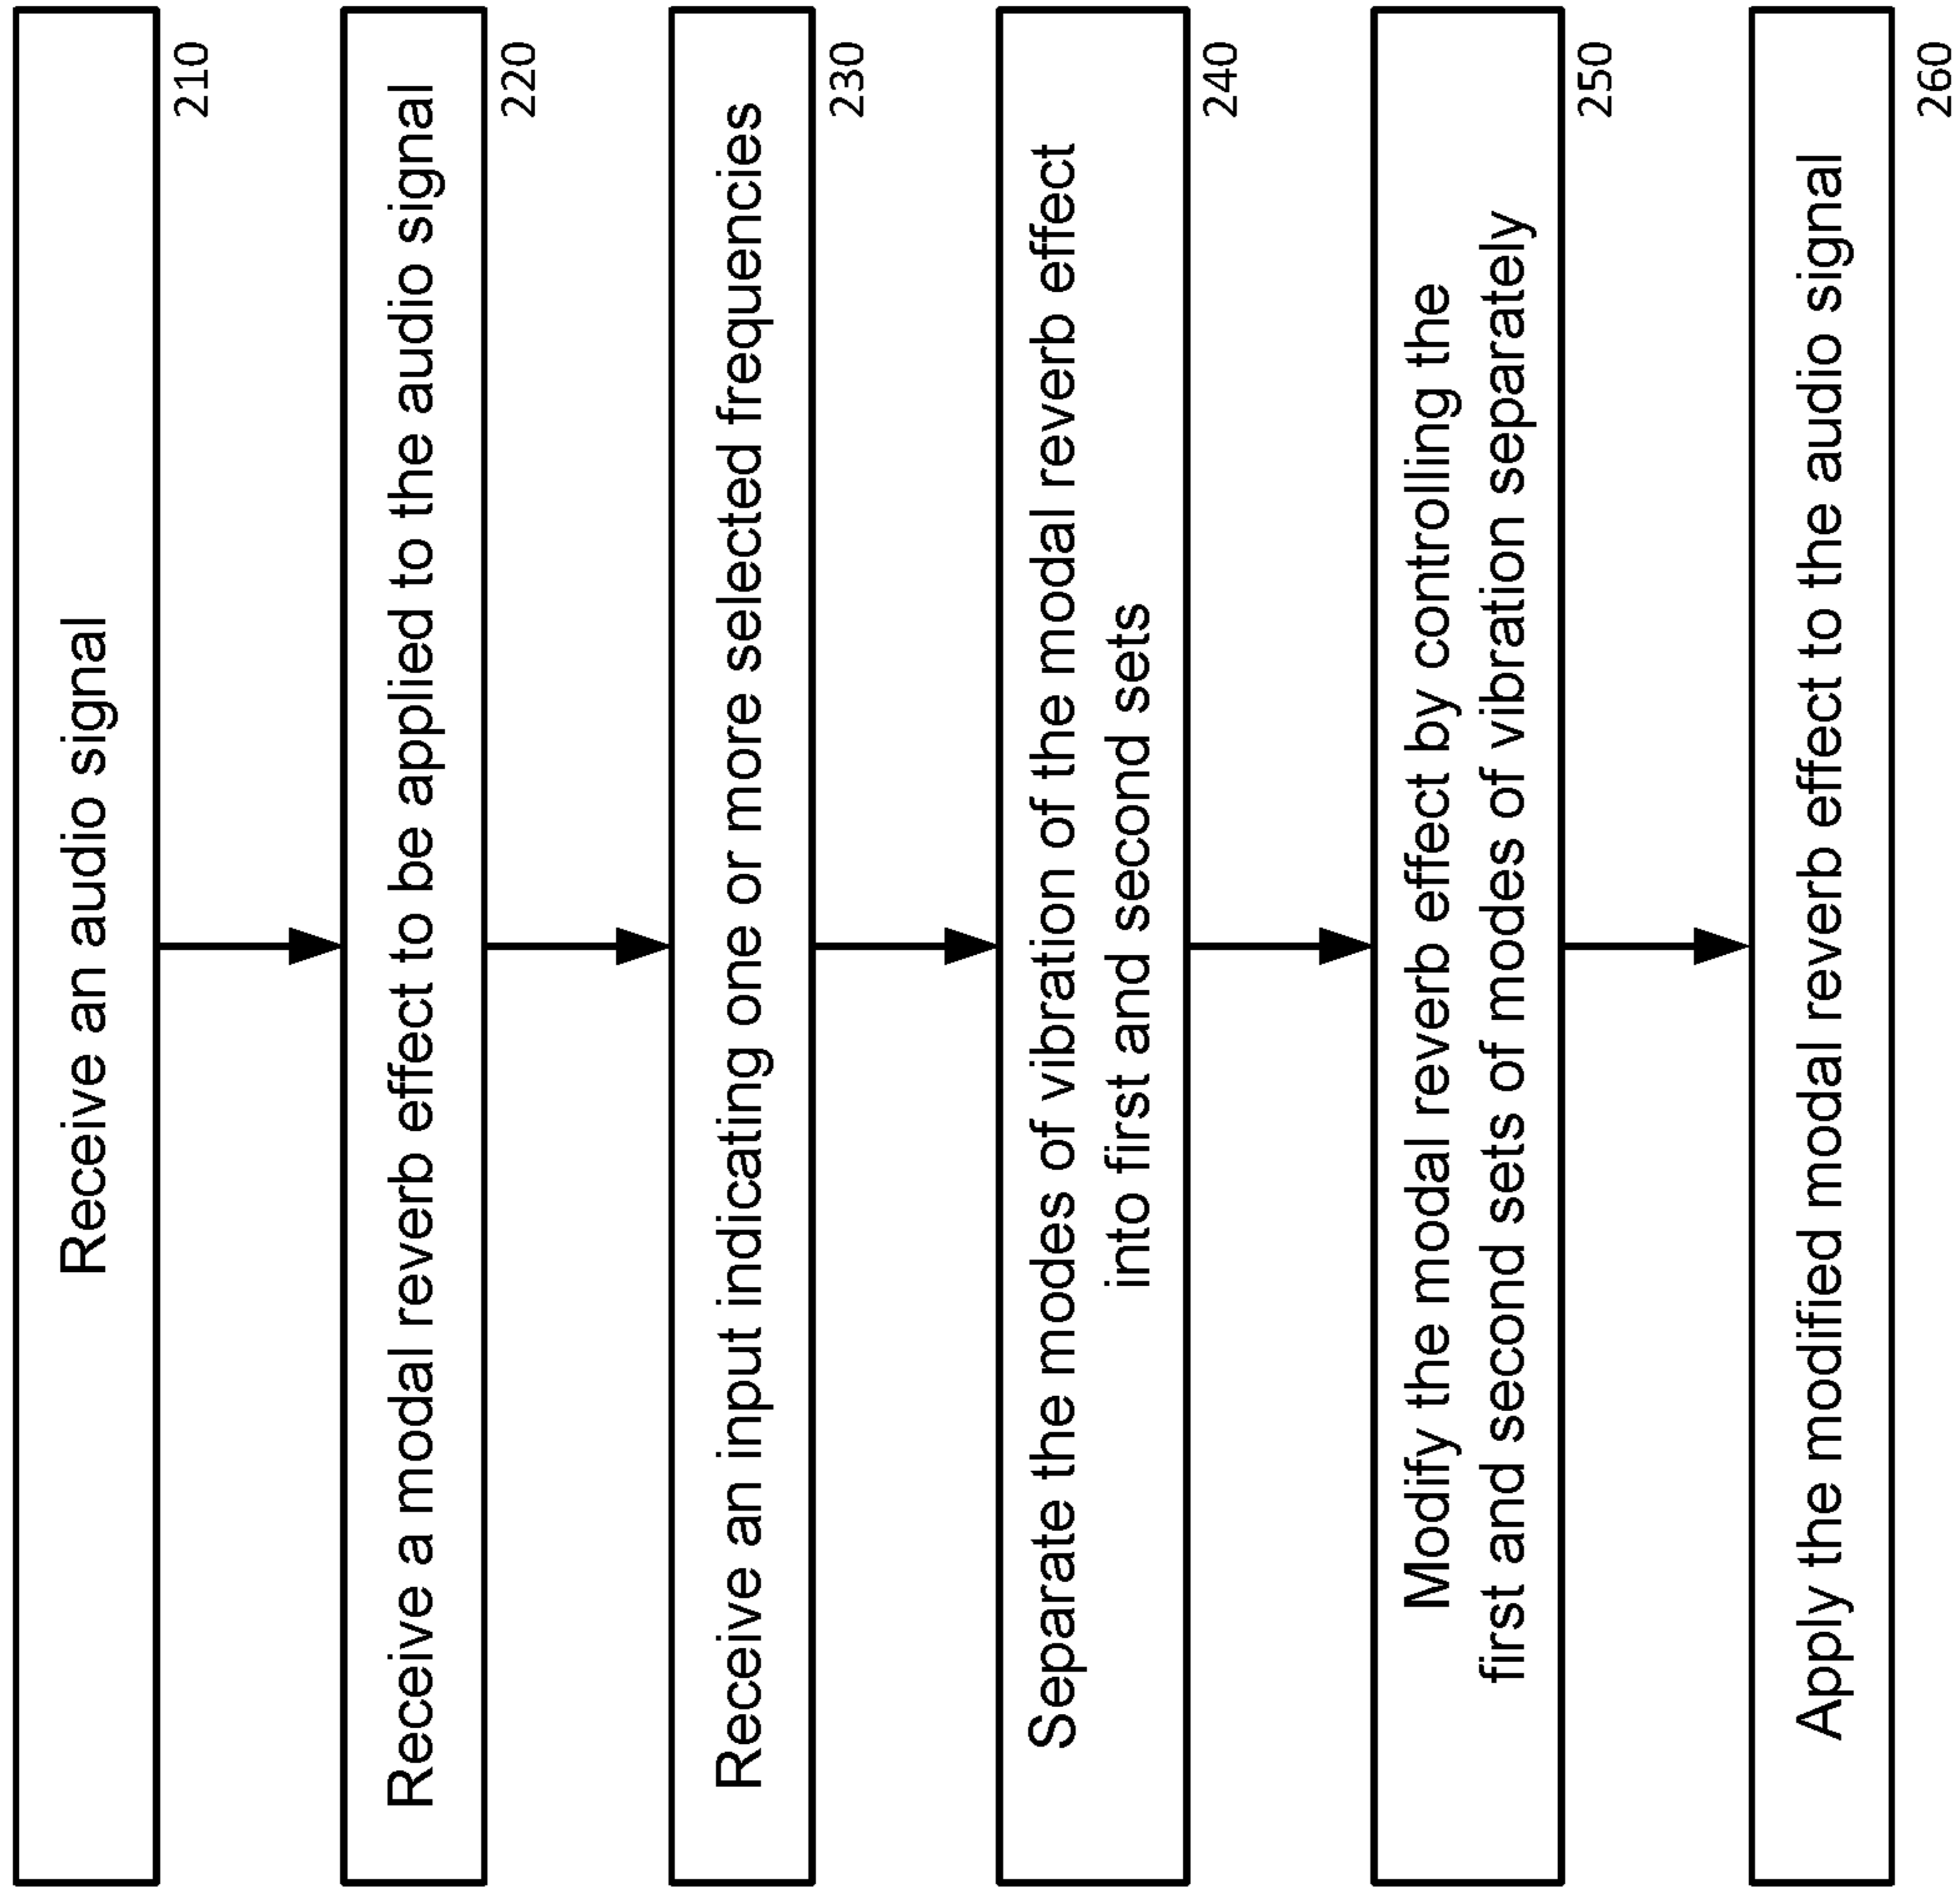 Receive an audio signal
210
Receive a modal reverb effect to be applied to the audio signal
220
Receive an input indicating one or more selected frequencies
230
Separate the modes of vibration of the modal reverb effect
into first and second sets
240
Modify the modal reverb effect by controlling the
first and second sets of modes of vibration separately
250
Apply the modified modal reverb effect to the audio signal
260